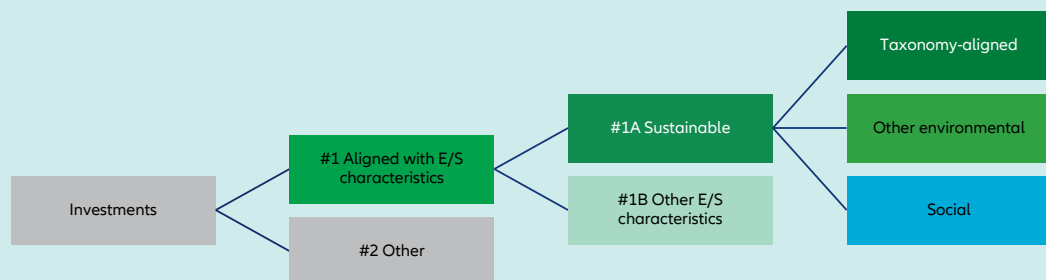 Investments
#1 Aligned with E/S
characteristics
#2 Other
#1A Sustainable
#1B Other E/S
characteristics
Taxonomy-aligned
Other environmental
Social